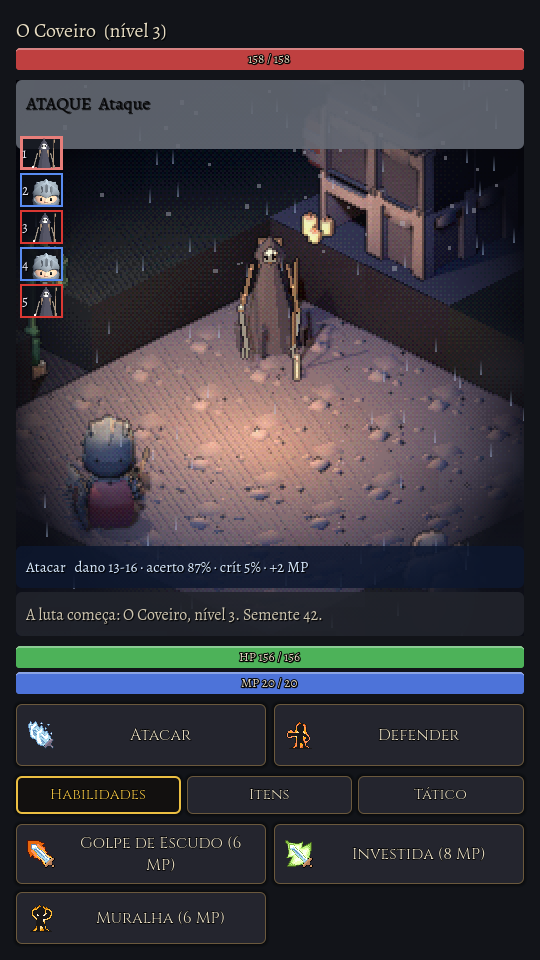 O Coveiro (nível 3)
158 / 158
ATAQUE Ataque
1
2
3
4
5
Atacar dano 13-16 · acerto 87% · crít 5% · +2 MP
A luta começa: O Coveiro, nível 3. Semente 42.
HP 156 / 156
MP 20 / 20
ATACAR
DEFENDER
HABILIDADES
ITENS
TÁTICO
GOLPE DE ESCUDO (6
MP)
INVESTIDA (8 MP)
MURALHA (6 MP)